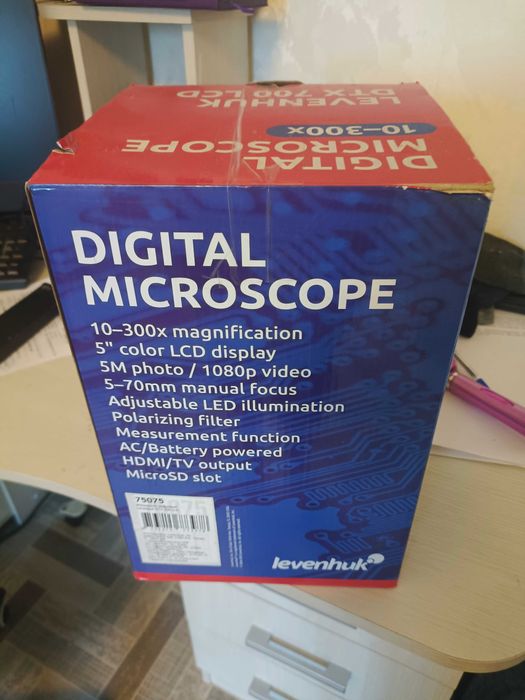 LEVENHUK
DTX 700 LCD
DIGITAL
MICROSCOPE
10–300x
DIGITAL
MICROSCOPE
10–300x magnification
5" color LCD display
5M photo / 1080p video
5–70mm manual focus
Adjustable LED illumination
Polarizing filter
Measurement function
AC/Battery powered
HDMI/TV output
MicroSD slot
75075
levenhuk